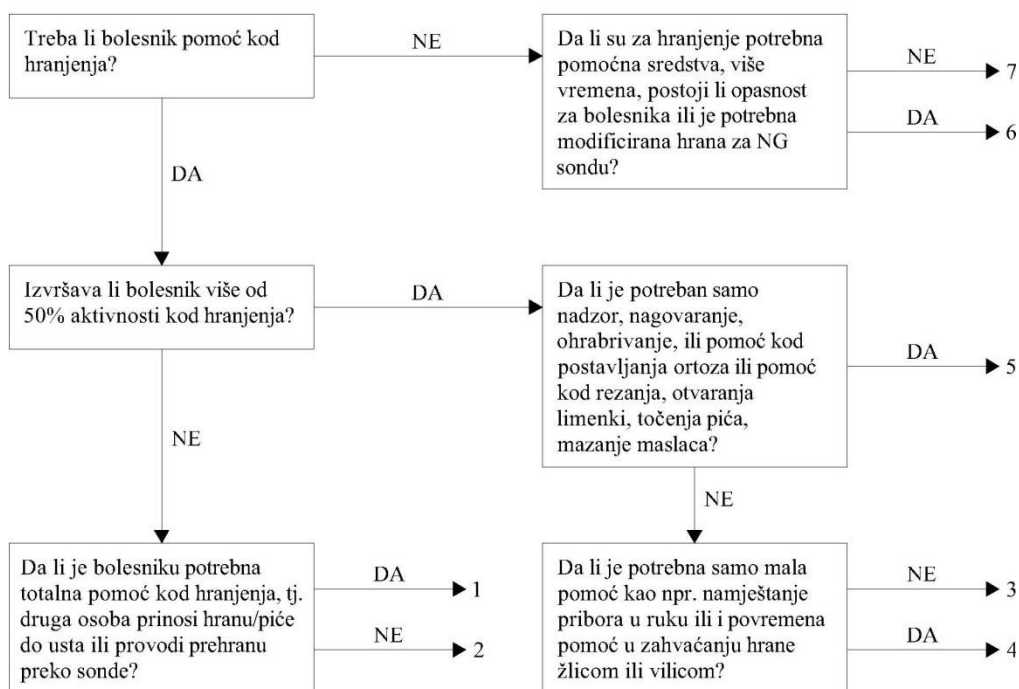 Treba li bolesnik pomoć kod
hranjenja?
NE
Da li su za hranjenje potrebna
pomoćna sredstva, više
vremena, postoji li opasnost
za bolesnika ili je potrebna
modificirana hrana za NG
sondu?
NE
7
DA
6
DA
Izvršava li bolesnik više od
50% aktivnosti kod hranjenja?
DA
Da li je potreban samo
nadzor, nagovaranje,
ohrabrivanje, ili pomoć kod
postavljanja ortoza ili pomoć
kod rezanja, otvaranja
limenki, točenja pića,
mazanje maslaca?
DA
5
NE
NE
Da li je bolesniku potrebna
totalna pomoć kod hranjenja, tj.
druga osoba prinosi hranu/piće
do usta ili provodi prehranu
preko sonde?
DA
1
NE
2
Da li je potrebna samo mala
pomoć kao npr. namještanje
pribora u ruku ili i povremena
pomoć u zahvaćanju hrane
žlicom ili vilicom?
NE
3
DA
4